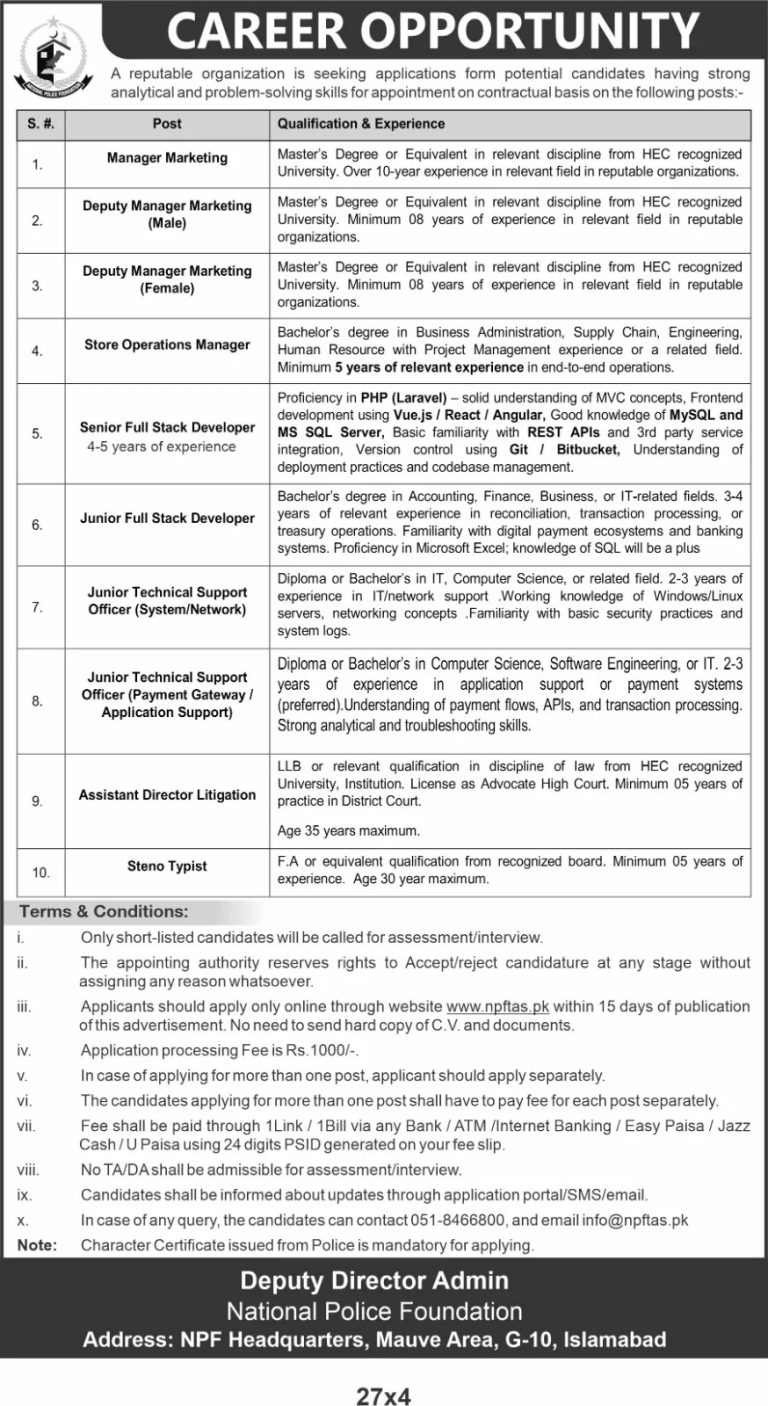 CAREER OPPORTUNITY
NATIONAL POLICE FOUNDATION
A reputable organization is seeking applications form potential candidates having strong
analytical and problem-solving skills for appointment on contractual basis on the following posts:-
S. #. Post Qualification & Experience
1. Manager Marketing
Master's Degree or Equivalent in relevant discipline from HEC recognized
University. Over 10-year experience in relevant field in reputable organizations.
2. Deputy Manager Marketing
(Male)
Master's Degree or Equivalent in relevant discipline from HEC recognized
University. Minimum 08 years of experience in relevant field in reputable
organizations.
3. Deputy Manager Marketing
(Female)
Master's Degree or Equivalent in relevant discipline from HEC recognized
University. Minimum 08 years of experience in relevant field in reputable
organizations.
4. Store Operations Manager
Bachelor's degree in Business Administration, Supply Chain, Engineering,
Human Resource with Project Management experience or a related field.
Minimum 5 years of relevant experience in end-to-end operations.
5. Senior Full Stack Developer
4-5 years of experience
Proficiency in PHP (Laravel) – solid understanding of MVC concepts, Frontend
development using Vue.js / React / Angular, Good knowledge of MySQL and
MS SQL Server, Basic familiarity with REST APIs and 3rd party service
integration, Version control using Git / Bitbucket, Understanding of
deployment practices and codebase management.
6. Junior Full Stack Developer
Bachelor's degree in Accounting, Finance, Business, or IT-related fields. 3-4
years of relevant experience in reconciliation, transaction processing, or
treasury operations. Familiarity with digital payment ecosystems and banking
systems. Proficiency in Microsoft Excel; knowledge of SQL will be a plus
7. Junior Technical Support
Officer (System/Network)
Diploma or Bachelor's in IT, Computer Science, or related field. 2-3 years of
experience in IT/network support .Working knowledge of Windows/Linux
servers, networking concepts .Familiarity with basic security practices and
system logs.
8. Junior Technical Support
Officer (Payment Gateway /
Application Support)
Diploma or Bachelor's in Computer Science, Software Engineering, or IT. 2-3
years of experience in application support or payment systems
(preferred).Understanding of payment flows, APIs, and transaction processing.
Strong analytical and troubleshooting skills.
9. Assistant Director Litigation
LLB or relevant qualification in discipline of law from HEC recognized
University, Institution. License as Advocate High Court. Minimum 05 years of
practice in District Court.
Age 35 years maximum.
10. Steno Typist
F.A or equivalent qualification from recognized board. Minimum 05 years of
experience. Age 30 year maximum.
Terms & Conditions:
i. Only short-listed candidates will be called for assessment/interview.
ii. The appointing authority reserves rights to Accept/reject candidature at any stage without
assigning any reason whatsoever.
iii. Applicants should apply only online through website www.npftas.pk within 15 days of publication
of this advertisement. No need to send hard copy of C.V. and documents.
iv. Application processing Fee is Rs.1000/-.
v. In case of applying for more than one post, applicant should apply separately.
vi. The candidates applying for more than one post shall have to pay fee for each post separately.
vii. Fee shall be paid through 1Link / 1Bill via any Bank / ATM /Internet Banking / Easy Paisa / Jazz
Cash / U Paisa using 24 digits PSID generated on your fee slip.
viii. No TA/DA shall be admissible for assessment/interview.
ix. Candidates shall be informed about updates through application portal/SMS/email.
x. In case of any query, the candidates can contact 051-8466800, and email info@npftas.pk
Note: Character Certificate issued from Police is mandatory for applying.
Deputy Director Admin
National Police Foundation
Address: NPF Headquarters, Mauve Area, G-10, Islamabad
27x4